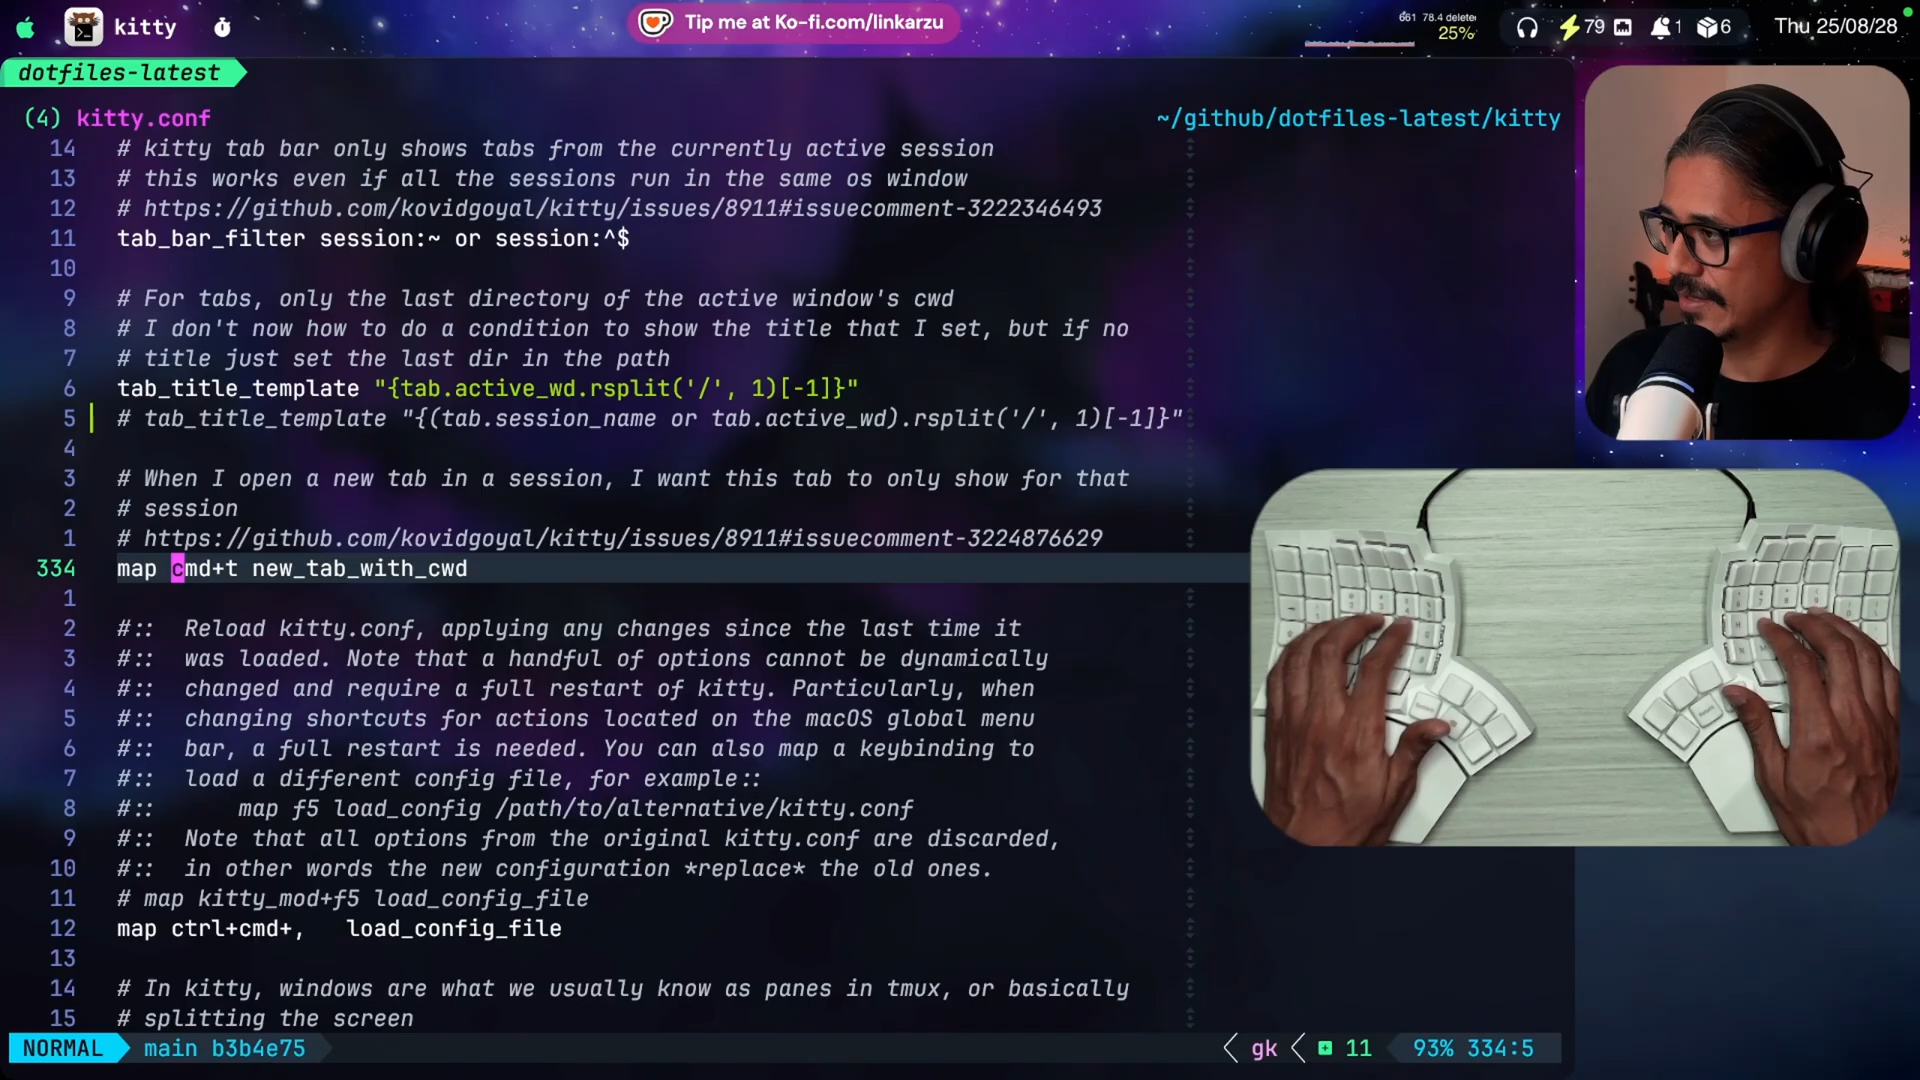 kitty
Tip me at Ko-fi.com/linkarzu
661 78.4 delete
25%
79
1
6
Thu 25/08/28
dotfiles-latest
(4) kitty.conf
~/github/dotfiles-latest/kitty
14 # kitty tab bar only shows tabs from the currently active session
13 # this works even if all the sessions run in the same os window
12 # https://github.com/kovidgoyal/kitty/issues/8911#issuecomment-3222346493
11 tab_bar_filter session:~ or session:^$
10
9 # For tabs, only the last directory of the active window's cwd
8 # I don't now how to do a condition to show the title that I set, but if no
7 # title just set the last dir in the path
6 tab_title_template "{tab.active_wd.rsplit('/', 1)[-1]}"
5 # tab_title_template "{(tab.session_name or tab.active_wd).rsplit('/', 1)[-1]}"
4
3 # When I open a new tab in a session, I want this tab to only show for that
2 # session
1 # https://github.com/kovidgoyal/kitty/issues/8911#issuecomment-3224876629
334 map cmd+t new_tab_with_cwd
1
2 #:: Reload kitty.conf, applying any changes since the last time it
3 #:: was loaded. Note that a handful of options cannot be dynamically
4 #:: changed and require a full restart of kitty. Particularly, when
5 #:: changing shortcuts for actions located on the macOS global menu
6 #:: bar, a full restart is needed. You can also map a keybinding to
7 #:: load a different config file, for example::
8 #:: map f5 load_config /path/to/alternative/kitty.conf
9 #:: Note that all options from the original kitty.conf are discarded,
10 #:: in other words the new configuration *replace* the old ones.
11 # map kitty_mod+f5 load_config_file
12 map ctrl+cmd+, load_config_file
13
14 # In kitty, windows are what we usually know as panes in tmux, or basically
15 # splitting the screen
NORMAL main b3b4e75
gk 11 93% 334:5